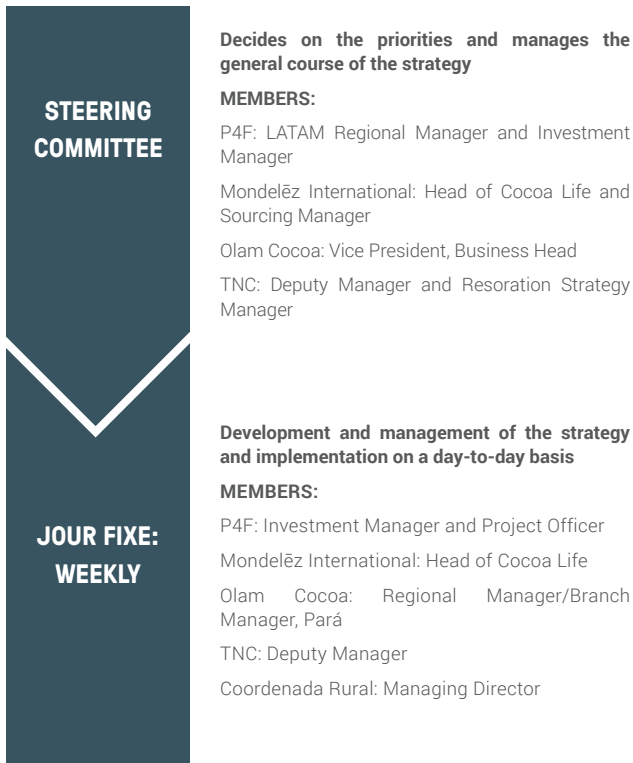 STEERING
COMMITTEE
Decides on the priorities and manages the
general course of the strategy
MEMBERS:
P4F: LATAM Regional Manager and Investment
Manager
Mondelēz International: Head of Cocoa Life and
Sourcing Manager
Olam Cocoa: Vice President, Business Head
TNC: Deputy Manager and Resoration Strategy
Manager
JOUR FIXE:
WEEKLY
Development and management of the strategy
and implementation on a day-to-day basis
MEMBERS:
P4F: Investment Manager and Project Officer
Mondelēz International: Head of Cocoa Life
Olam Cocoa: Regional Manager/Branch
Manager, Pará
TNC: Deputy Manager
Coordenada Rural: Managing Director